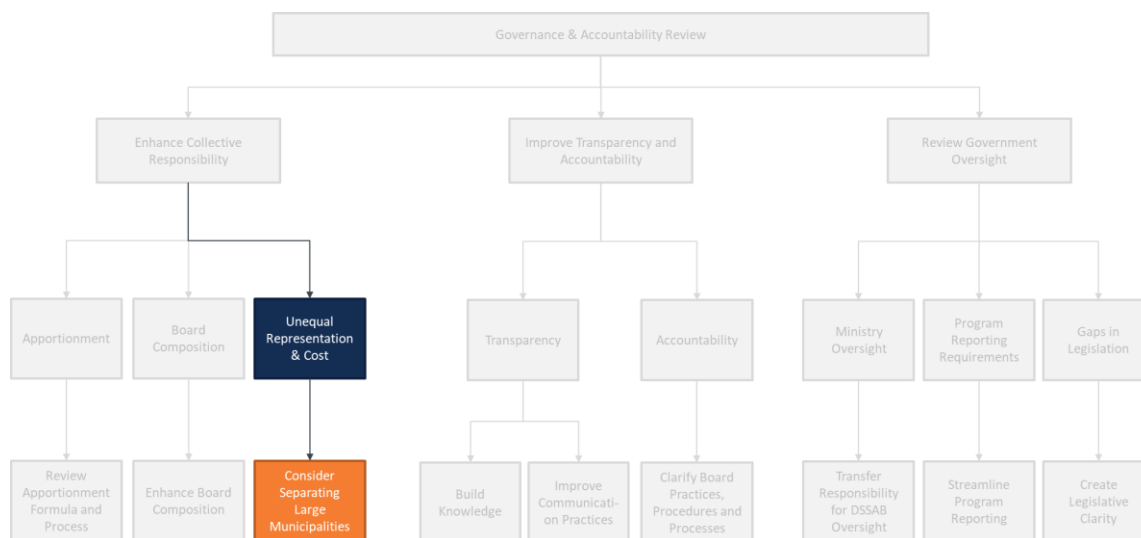 Governance & Accountability Review
Enhance Collective
Responsibility
Improve Transparency and
Accountability
Review Government
Oversight
Apportionment
Board
Composition
Unequal
Representation
& Cost
Transparency
Accountability
Ministry
Oversight
Program
Reporting
Requirements
Gaps in
Legislation
Review
Apportionment
Formula and
Process
Enhance Board
Composition
Consider
Separating
Large
Municipalities
Build
Knowledge
Improve
Communicati-
on Practices
Clarify Board
Practices,
Procedures and
Processes
Transfer
Responsibility
for DSSAB
Oversight
Streamline
Program
Reporting
Create
Legislative
Clarity